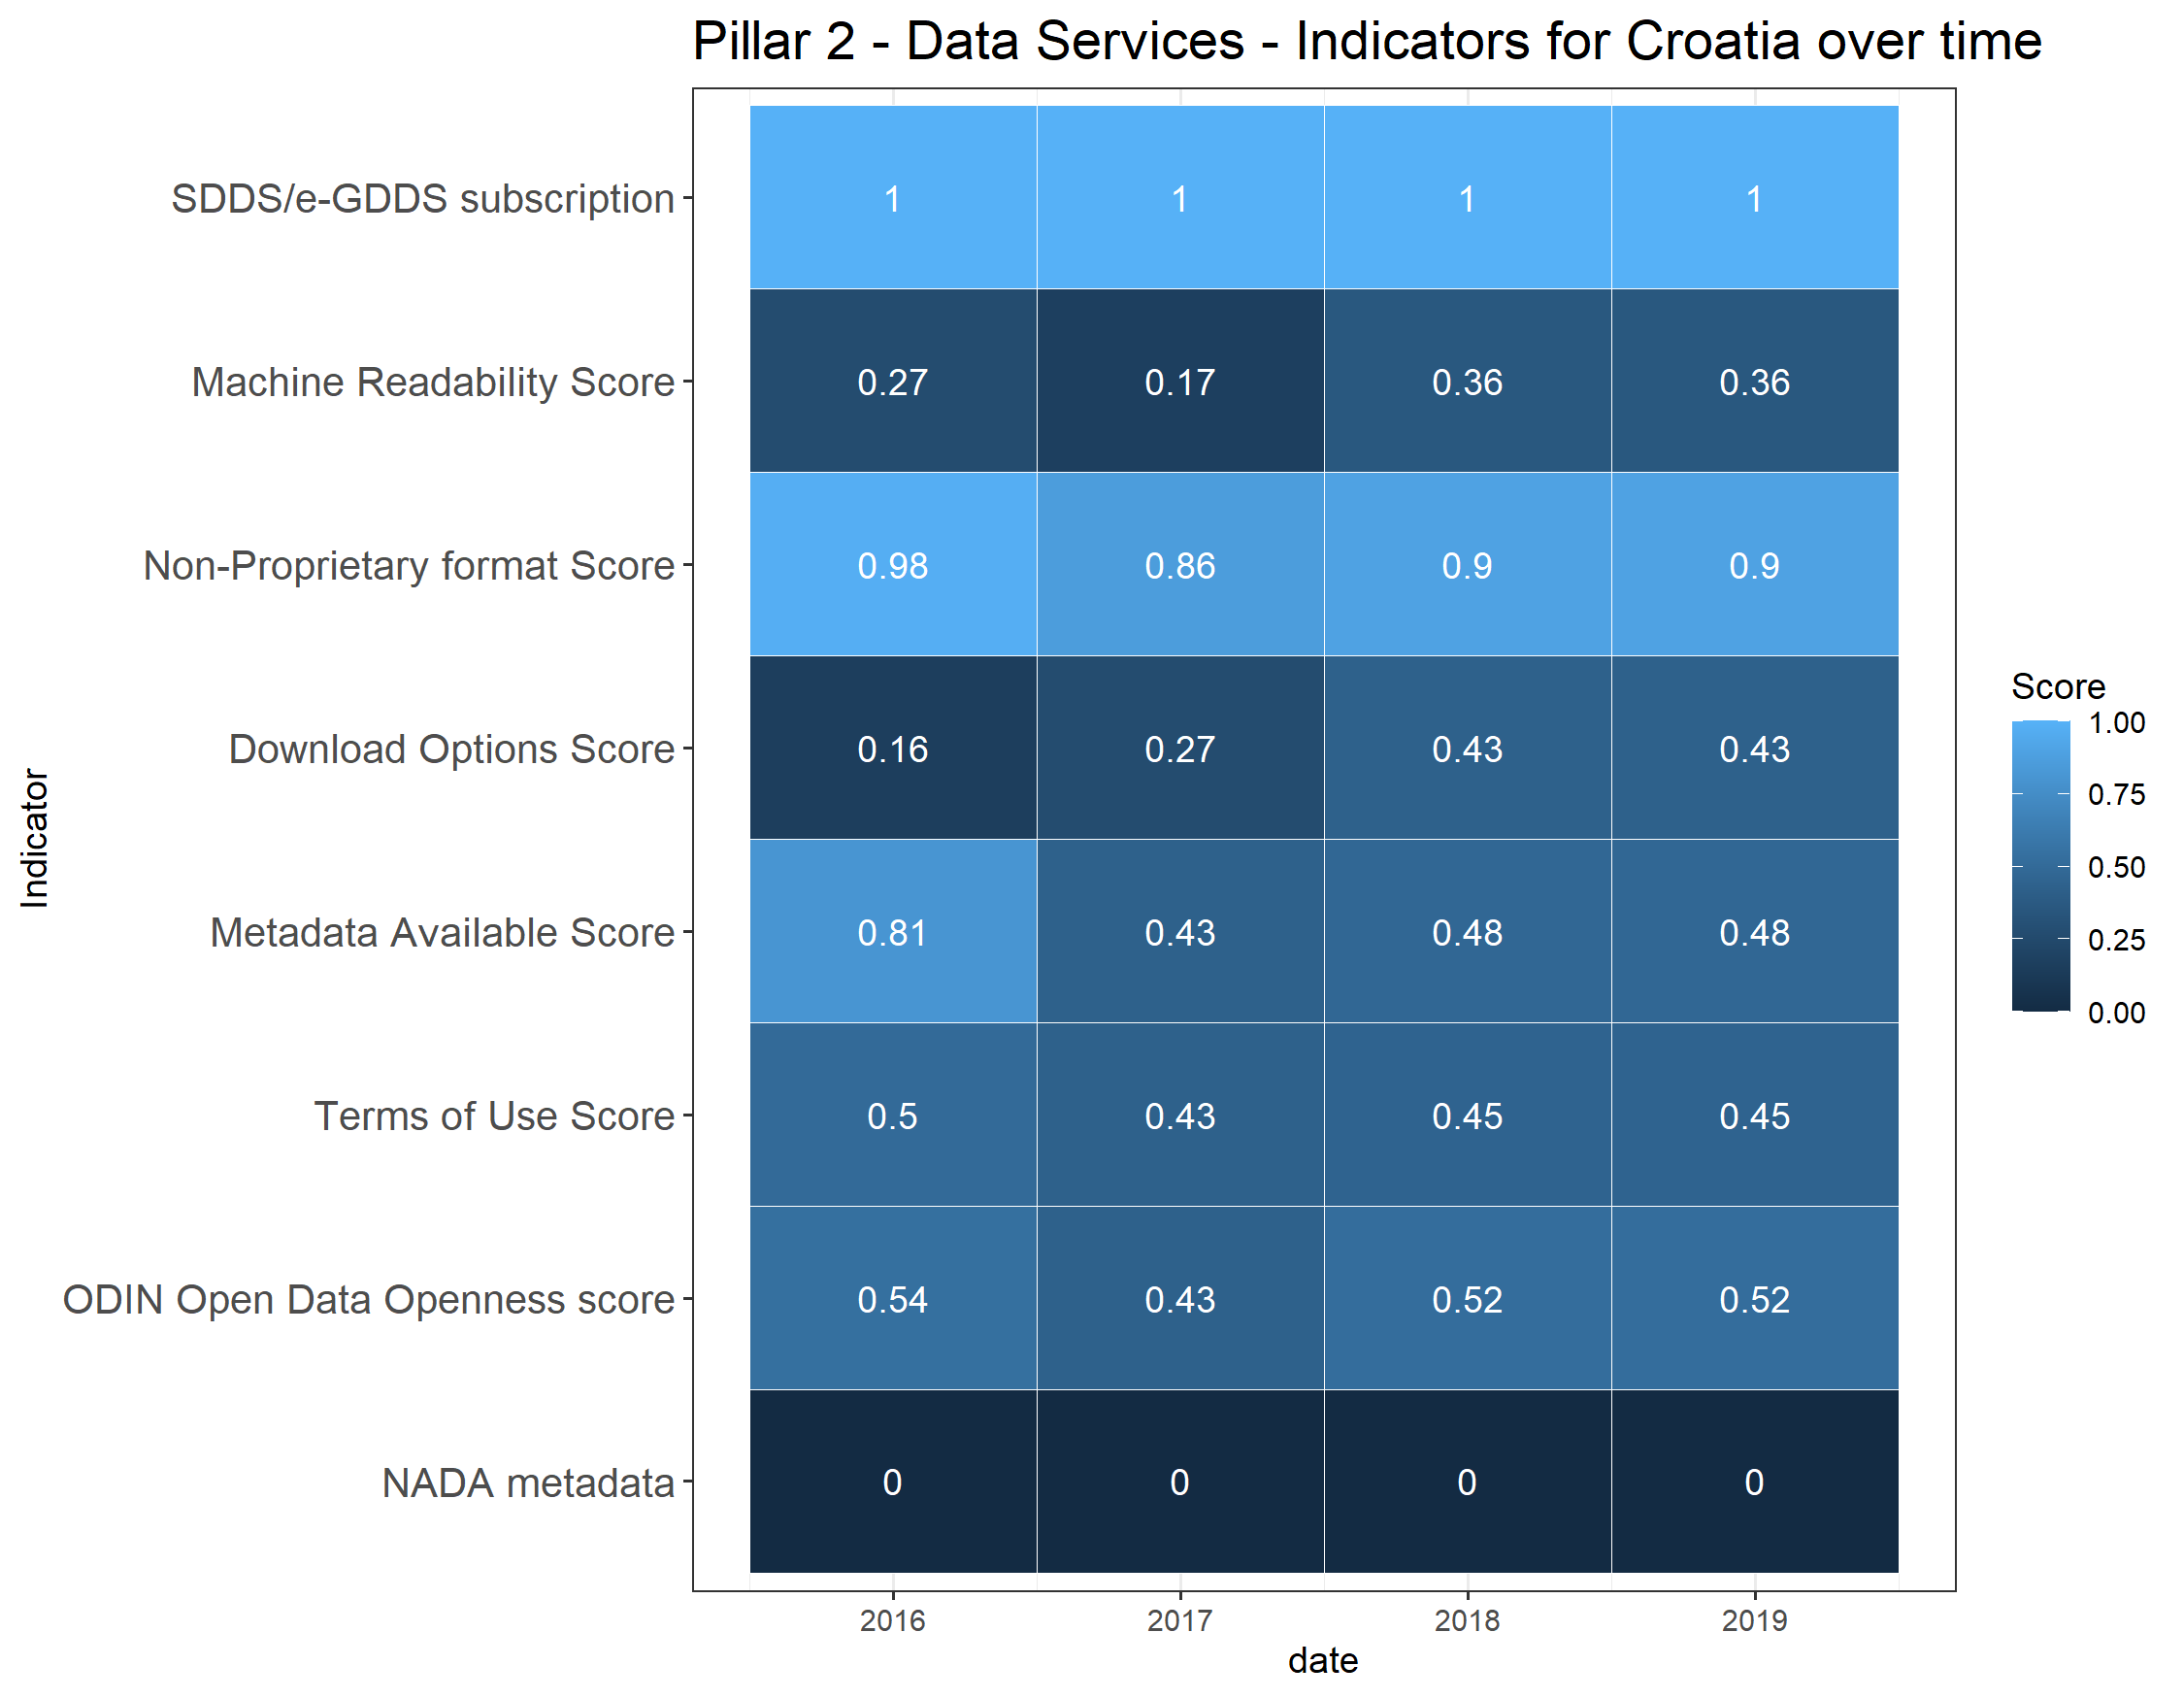 Pillar 2 - Data Services - Indicators for Croatia over time
Indicator
SDDS/e-GDDS subscription 1 1 1 1
Machine Readability Score 0.27 0.17 0.36 0.36
Non-Proprietary format Score 0.98 0.86 0.9 0.9
Download Options Score 0.16 0.27 0.43 0.43
Metadata Available Score 0.81 0.43 0.48 0.48
Terms of Use Score 0.5 0.43 0.45 0.45
ODIN Open Data Openness score 0.54 0.43 0.52 0.52
NADA metadata 0 0 0 0
2016 2017 2018 2019
date
Score
1.00
0.75
0.50
0.25
0.00